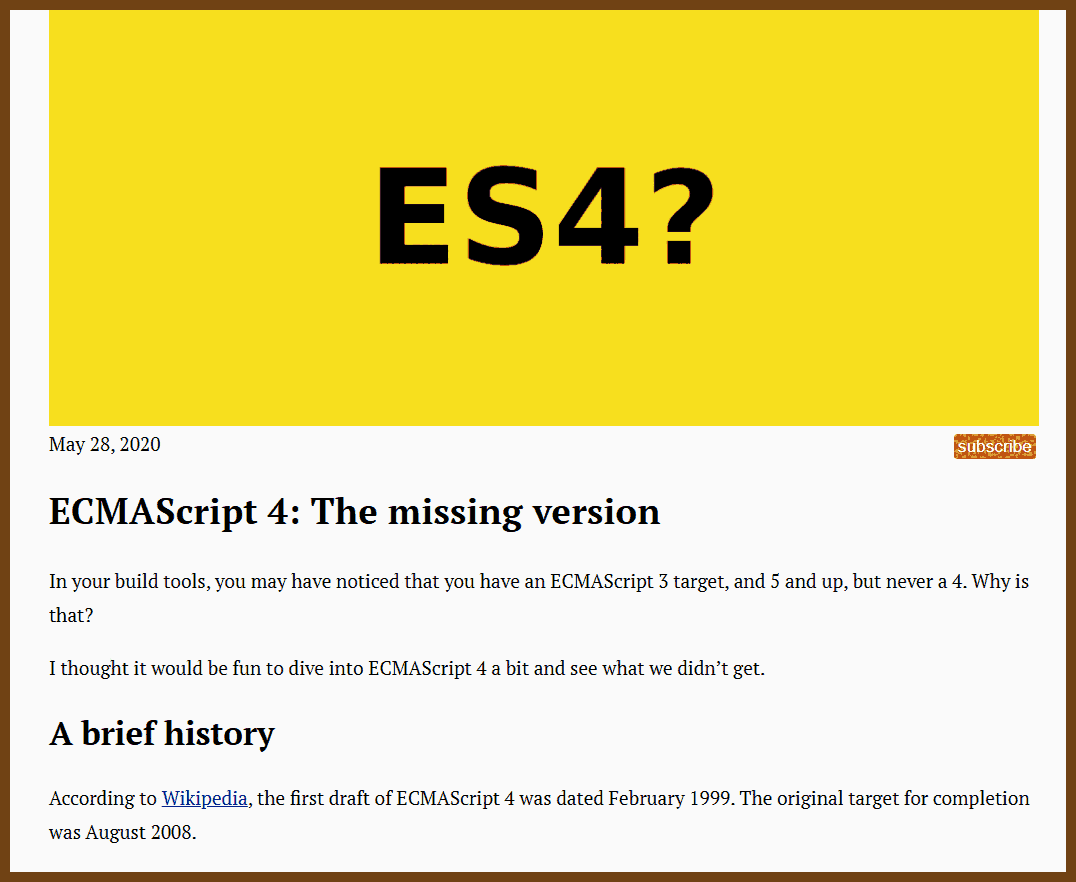 ES4?
May 28, 2020
subscribe
ECMAScript 4: The missing version
In your build tools, you may have noticed that you have an ECMAScript 3 target, and 5 and up, but never a 4. Why is
that?
I thought it would be fun to dive into ECMAScript 4 a bit and see what we didn’t get.
A brief history
According to Wikipedia, the first draft of ECMAScript 4 was dated February 1999. The original target for completion
was August 2008.